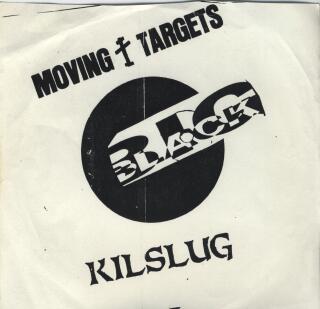 MOVING TARGETS
BIG
BLACK
KILSLUG